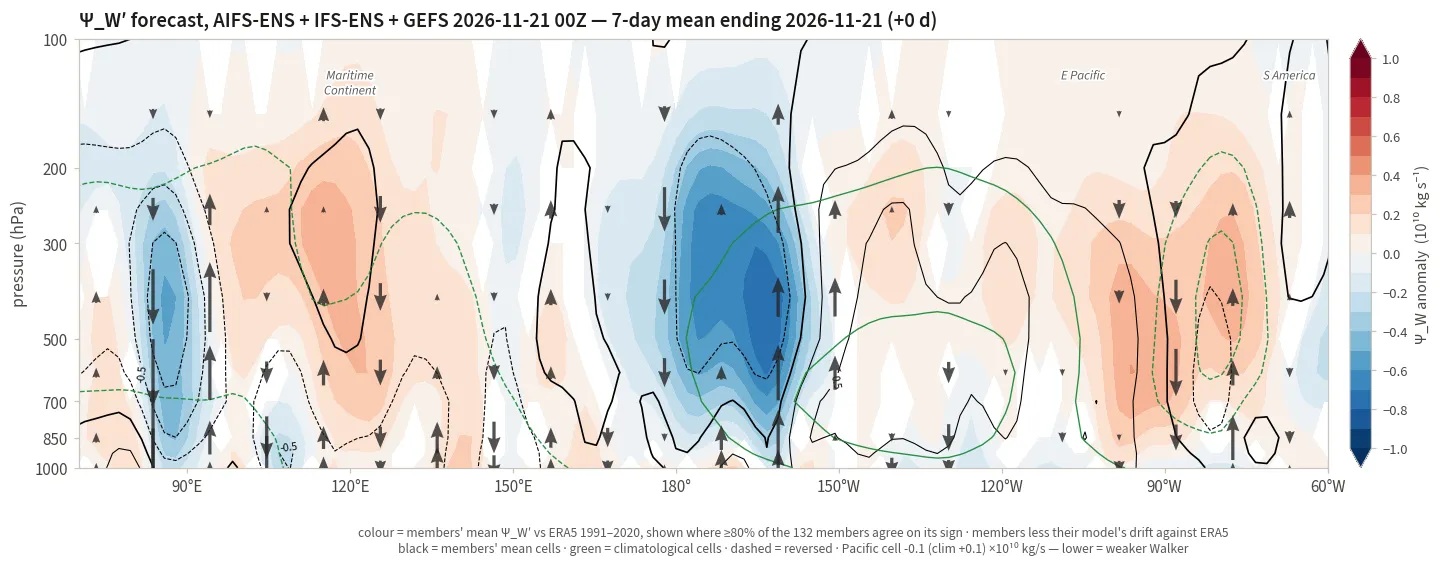 Ψ_W′ forecast, AIFS-ENS + IFS-ENS + GEFS 2026-11-21 00Z — 7-day mean ending 2026-11-21 (+0 d)
100
200
300
400
500
700
850
1000
pressure (hPa)
Maritime
Continent
E Pacific
S America
-0.5
-0.5
-0.5
90°E
120°E
150°E
180°
150°W
120°W
90°W
60°W
1.0
0.8
0.6
0.4
0.2
0.0
−0.2
−0.4
−0.6
−0.8
−1.0
Ψ_W anomaly (10¹⁰ kg s⁻¹)
colour = members' mean Ψ_W′ vs ERA5 1991–2020, shown where ≥80% of the 132 members agree on its sign · members less their model's drift against ERA5
black = members' mean cells · green = climatological cells · dashed = reversed · Pacific cell -0.1 (clim +0.1) ×10¹⁰ kg/s — lower = weaker Walker